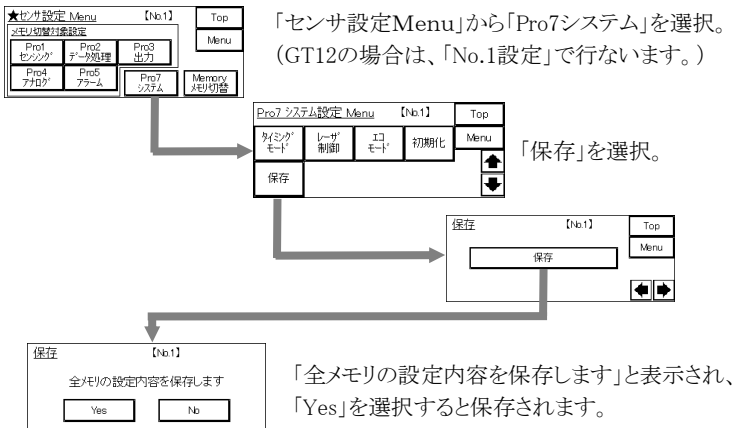 ★センサ設定 Menu 【No.1】 Top
メモリ切替対象設定 Menu
Pro1 センシング Pro2 データ処理 Pro3 出力
Pro4 アナログ Pro5 アラーム Pro7 システム Memory メモリ切替
「センサ設定Menu」から「Pro7システム」を選択。
(GT12の場合は、「No.1設定」で行ないます。)
Pro7 システム設定 Menu 【No.1】 Top
タイミング モード レーザ 制御 エコ モード 初期化 Menu
保存
「保存」を選択。
保存 【No.1】 Top
Menu
保存
保存 【No.1】
全メモリの設定内容を保存します
Yes No
「全メモリの設定内容を保存します」と表示され、
「Yes」を選択すると保存されます。